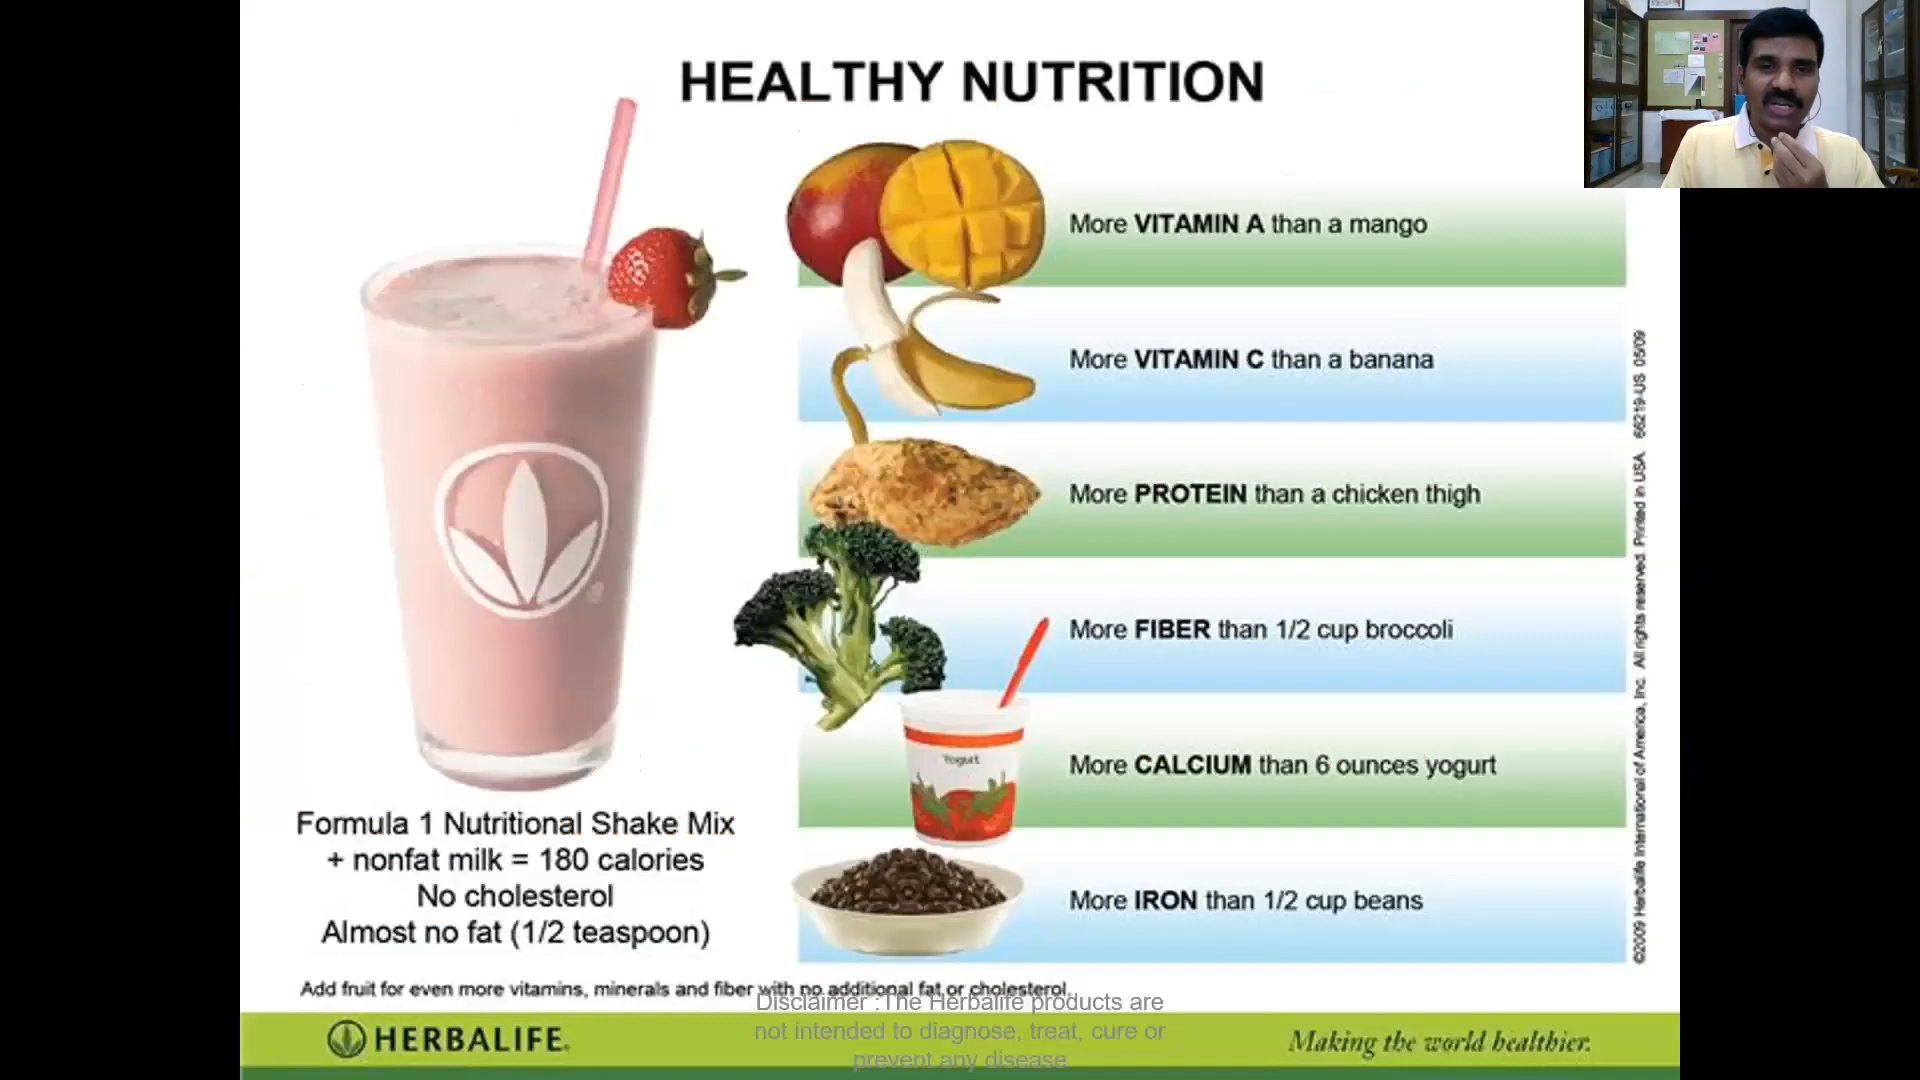 HEALTHY NUTRITION
More VITAMIN A than a mango
More VITAMIN C than a banana
More PROTEIN than a chicken thigh
More FIBER than 1/2 cup broccoli
Yogurt
More CALCIUM than 6 ounces yogurt
More IRON than 1/2 cup beans
Formula 1 Nutritional Shake Mix
+ nonfat milk = 180 calories
No cholesterol
Almost no fat (1/2 teaspoon)
Add fruit for even more vitamins, minerals and fiber with no additional fat or cholesterol.
©2009 Herbalife International of America, Inc. All rights reserved. Printed in USA. 66219-US 05/09
Disclaimer :The Herbalife products are
not intended to diagnose, treat, cure or
prevent any disease
HERBALIFE.
Making the world healthier.